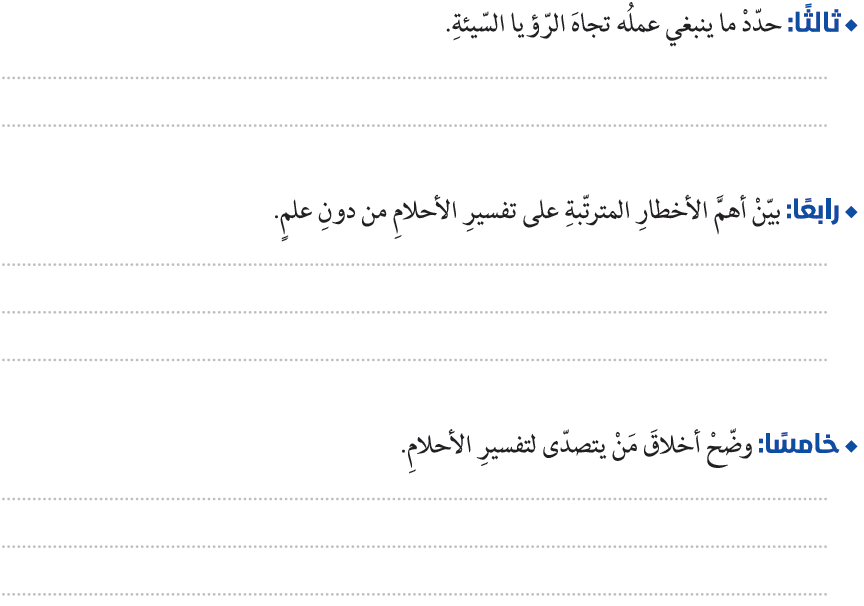 ◆ ثالثًا: حدّدْ ما ينبغي عملُه تجاهَ الرّؤيا السّيئةِ.
◆ رابعًا: بيّنْ أهمَّ الأخطارِ المترتّبةِ على تفسيرِ الأحلامِ من دونِ علمٍ.
◆ خامسًا: وضّحْ أخلاقَ مَنْ يتصدّى لتفسيرِ الأحلامِ.